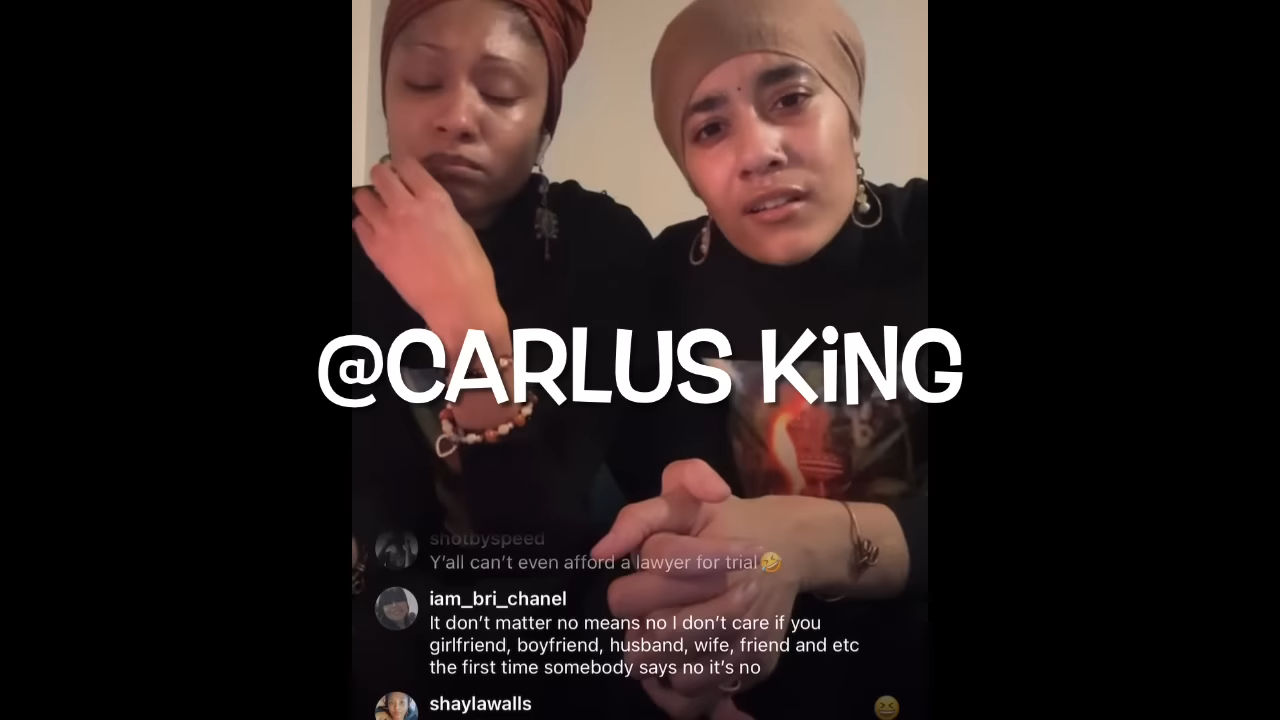 @CARLUS KiNG
shotbyspeed
Y'all can't even afford a lawyer for trial🤣
iam_bri_chanel
It don't matter no means no I don't care if you
girlfriend, boyfriend, husband, wife, friend and etc
the first time somebody says no it's no
shaylawalls
😆